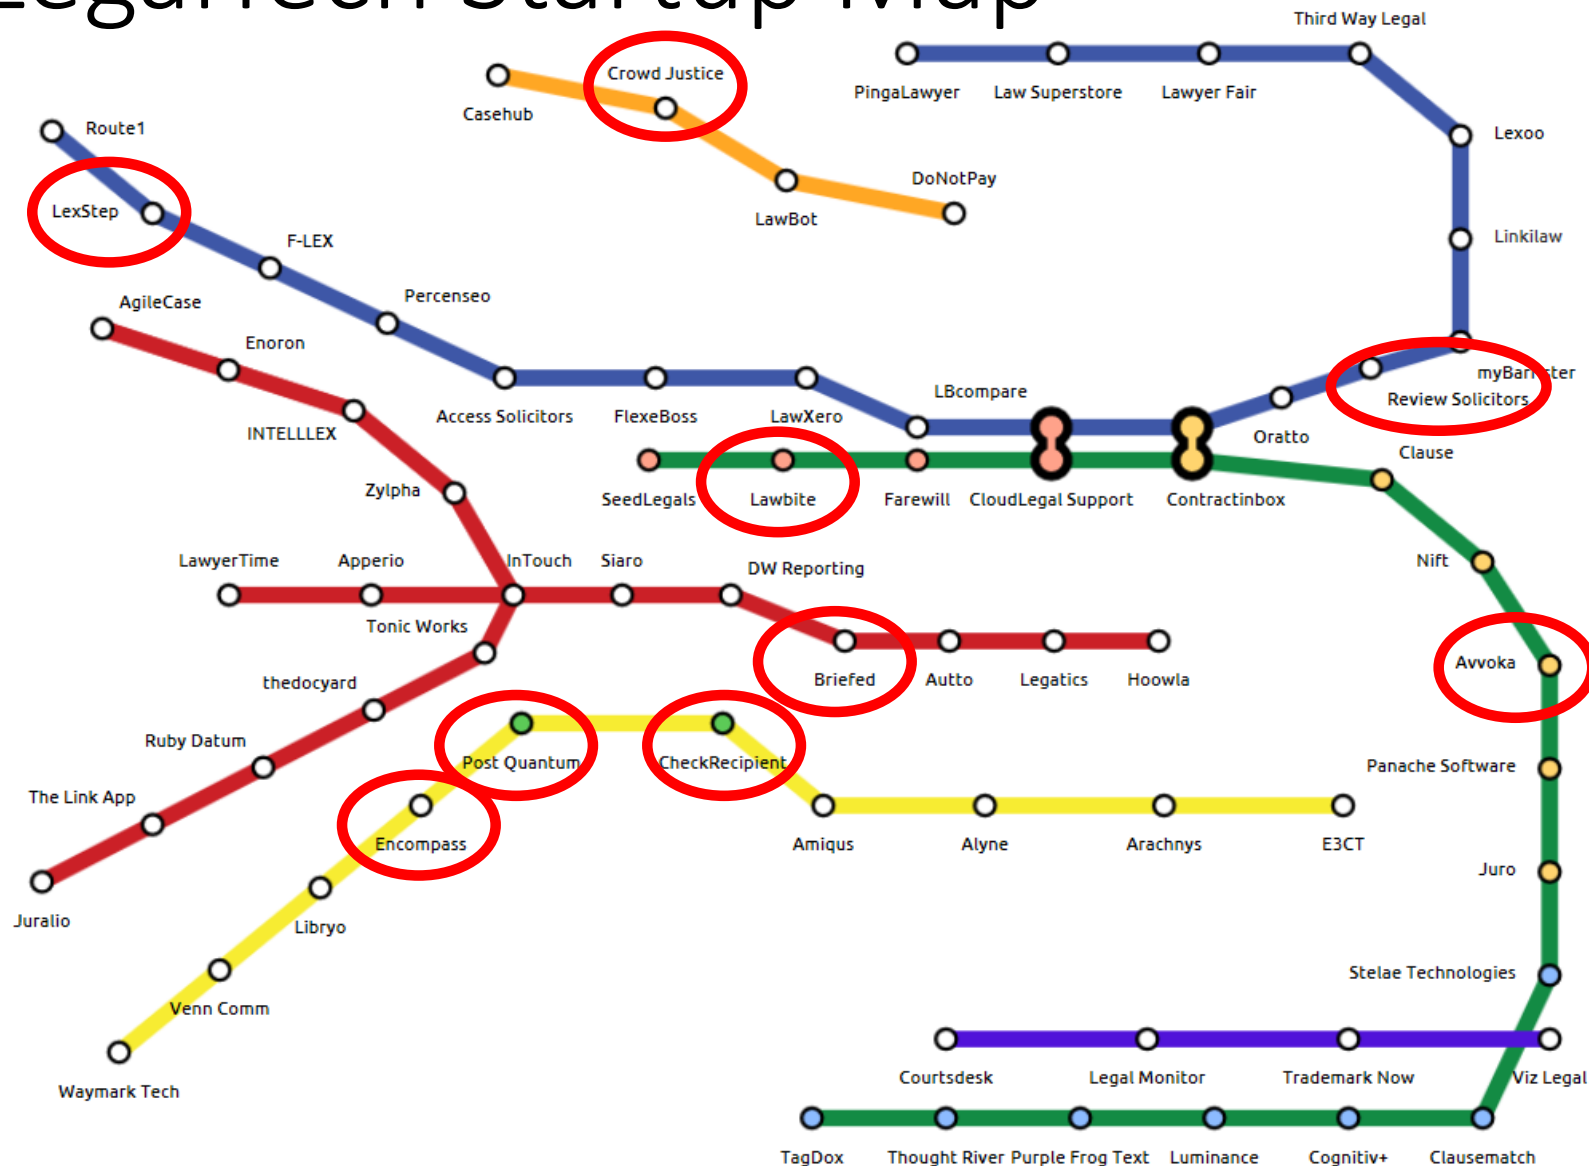 LegalTech Startup Map
Third Way Legal
Crowd Justice
Casehub
PingaLawyer
Law Superstore
Lawyer Fair
Route1
Lexoo
DoNotPay
LexStep
LawBot
F-LEX
Linkilaw
Percenseo
AgileCase
Enoron
myBarrister
LBcompare
Review Solicitors
Access Solicitors
FlexeBoss
LawXero
INTELLLEX
Oratto
Clause
Zylpha
SeedLegals
Lawbite
Farewill
CloudLegal Support
Contractinbox
LawyerTime
Apperio
InTouch
Siaro
DW Reporting
Nift
Tonic Works
Avvoka
thedocyard
Briefed
Autto
Legatics
Hoowla
Ruby Datum
Post Quantum
CheckRecipient
Panache Software
The Link App
Encompass
Amiqus
Alyne
Arachnys
E3CT
Juro
Juralio
Libryo
Stelae Technologies
Venn Comm
Courtsdesk
Legal Monitor
Trademark Now
Viz Legal
Waymark Tech
TagDox
Thought River
Purple Frog Text
Luminance
Cognitiv+
Clausematch